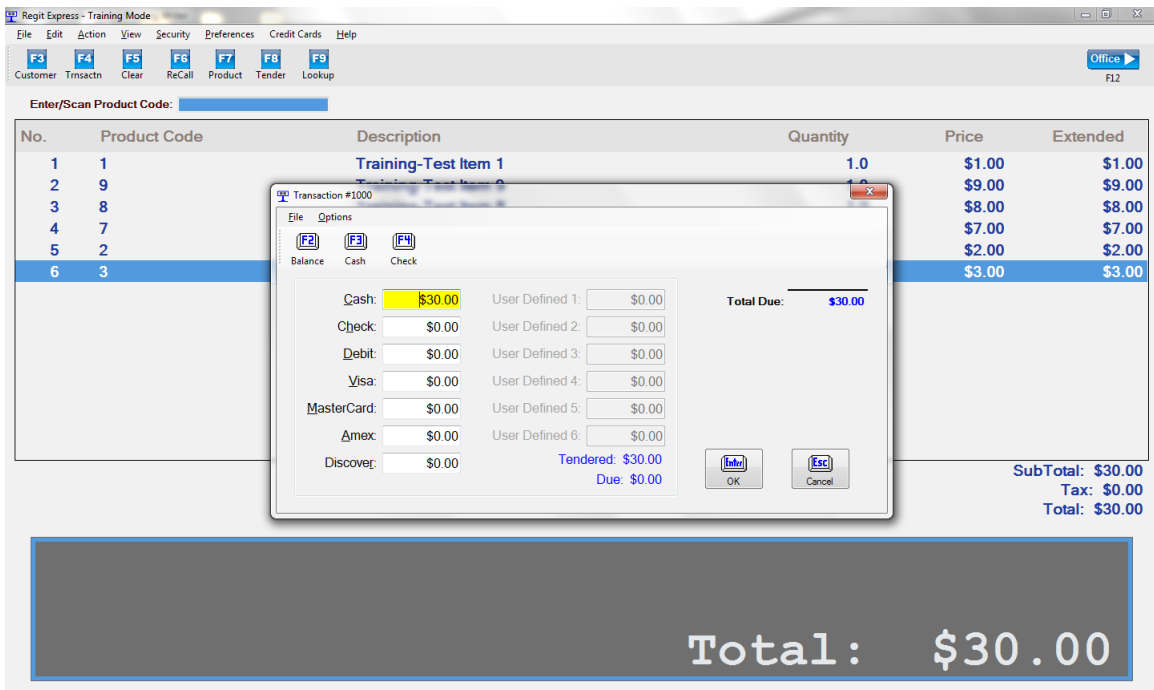 Regit Express - Training Mode
File Edit Action View Security Preferences Credit Cards Help
F3 F4 F5 F6 F7 F8 F9 Office
Customer Trnsactn Clear ReCall Product Tender Lookup F12
Enter/Scan Product Code:
No. Product Code Description Quantity Price Extended
1 1 Training-Test Item 1 1.0 $1.00 $1.00
2 9 $9.00 $9.00
3 8 $8.00 $8.00
4 7 $7.00 $7.00
5 2 $2.00 $2.00
6 3 $3.00 $3.00
Transaction #1000
File Options
F2 F3 F4
Balance Cash Check
Cash: $30.00 User Defined 1: $0.00 Total Due: $30.00
Check: $0.00 User Defined 2: $0.00
Debit: $0.00 User Defined 3: $0.00
Visa: $0.00 User Defined 4: $0.00
MasterCard: $0.00 User Defined 5: $0.00
Amex: $0.00 User Defined 6: $0.00
Discover: $0.00 Tendered: $30.00
Due: $0.00
Enter Esc
OK Cancel
SubTotal: $30.00
Tax: $0.00
Total: $30.00
Total: $30.00